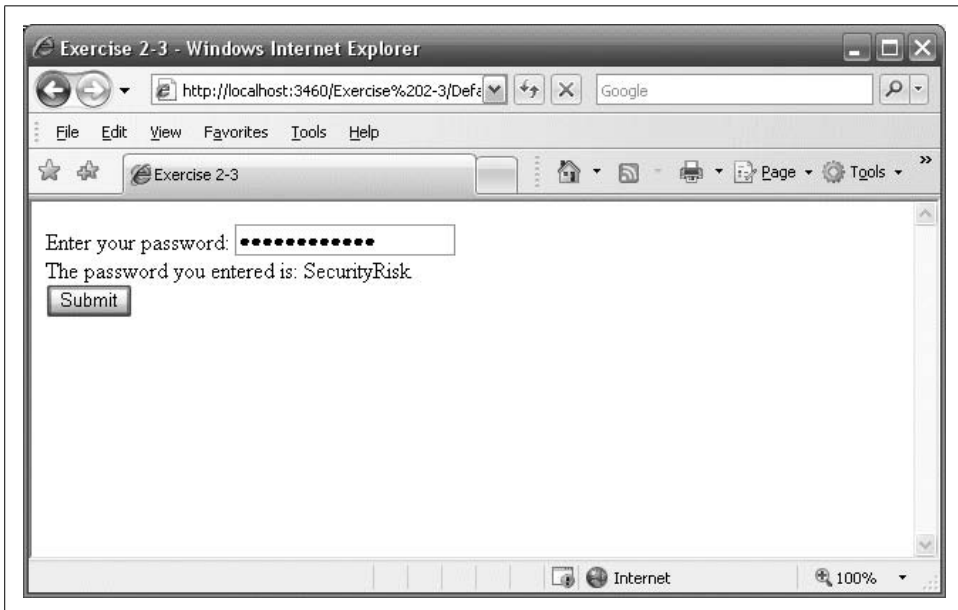 Exercise 2-3 - Windows Internet Explorer
http://localhost:3460/Exercise%202-3/Defa
Google
File Edit View Favorites Tools Help
Exercise 2-3
Page Tools »
Enter your password: ●●●●●●●●●●●●
The password you entered is: SecurityRisk
Submit
Internet 100%